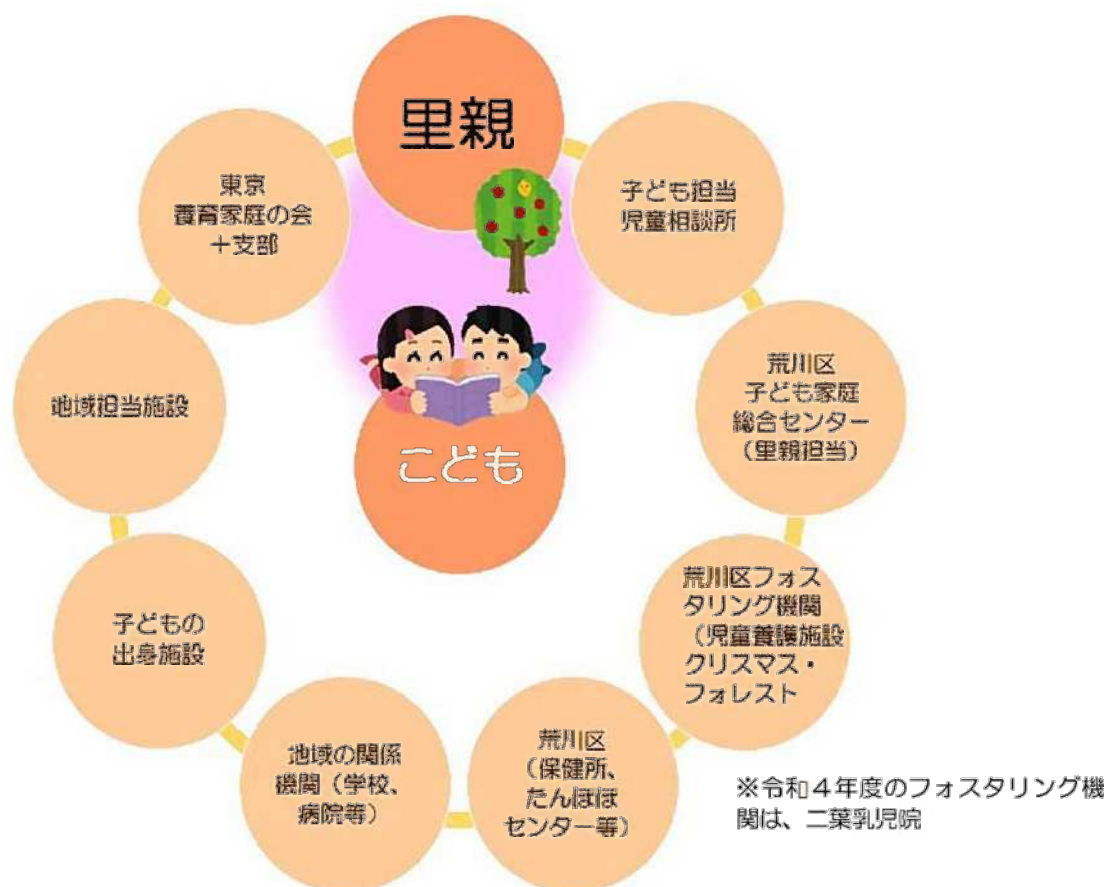 里親
子ども担当
児童相談所
荒川区
子ども家庭
総合センター
（里親担当）
荒川区フォス
タリング機関
（児童養護施設
クリスマス・
フォレスト
荒川区
（保健所、
たんぽぽ
センター等）
地域の関係
機関（学校、
病院等）
子どもの
出身施設
地域担当施設
東京
養育家庭の会
＋支部
こども
※令和４年度のフォスタリング機
関は、二葉乳児院